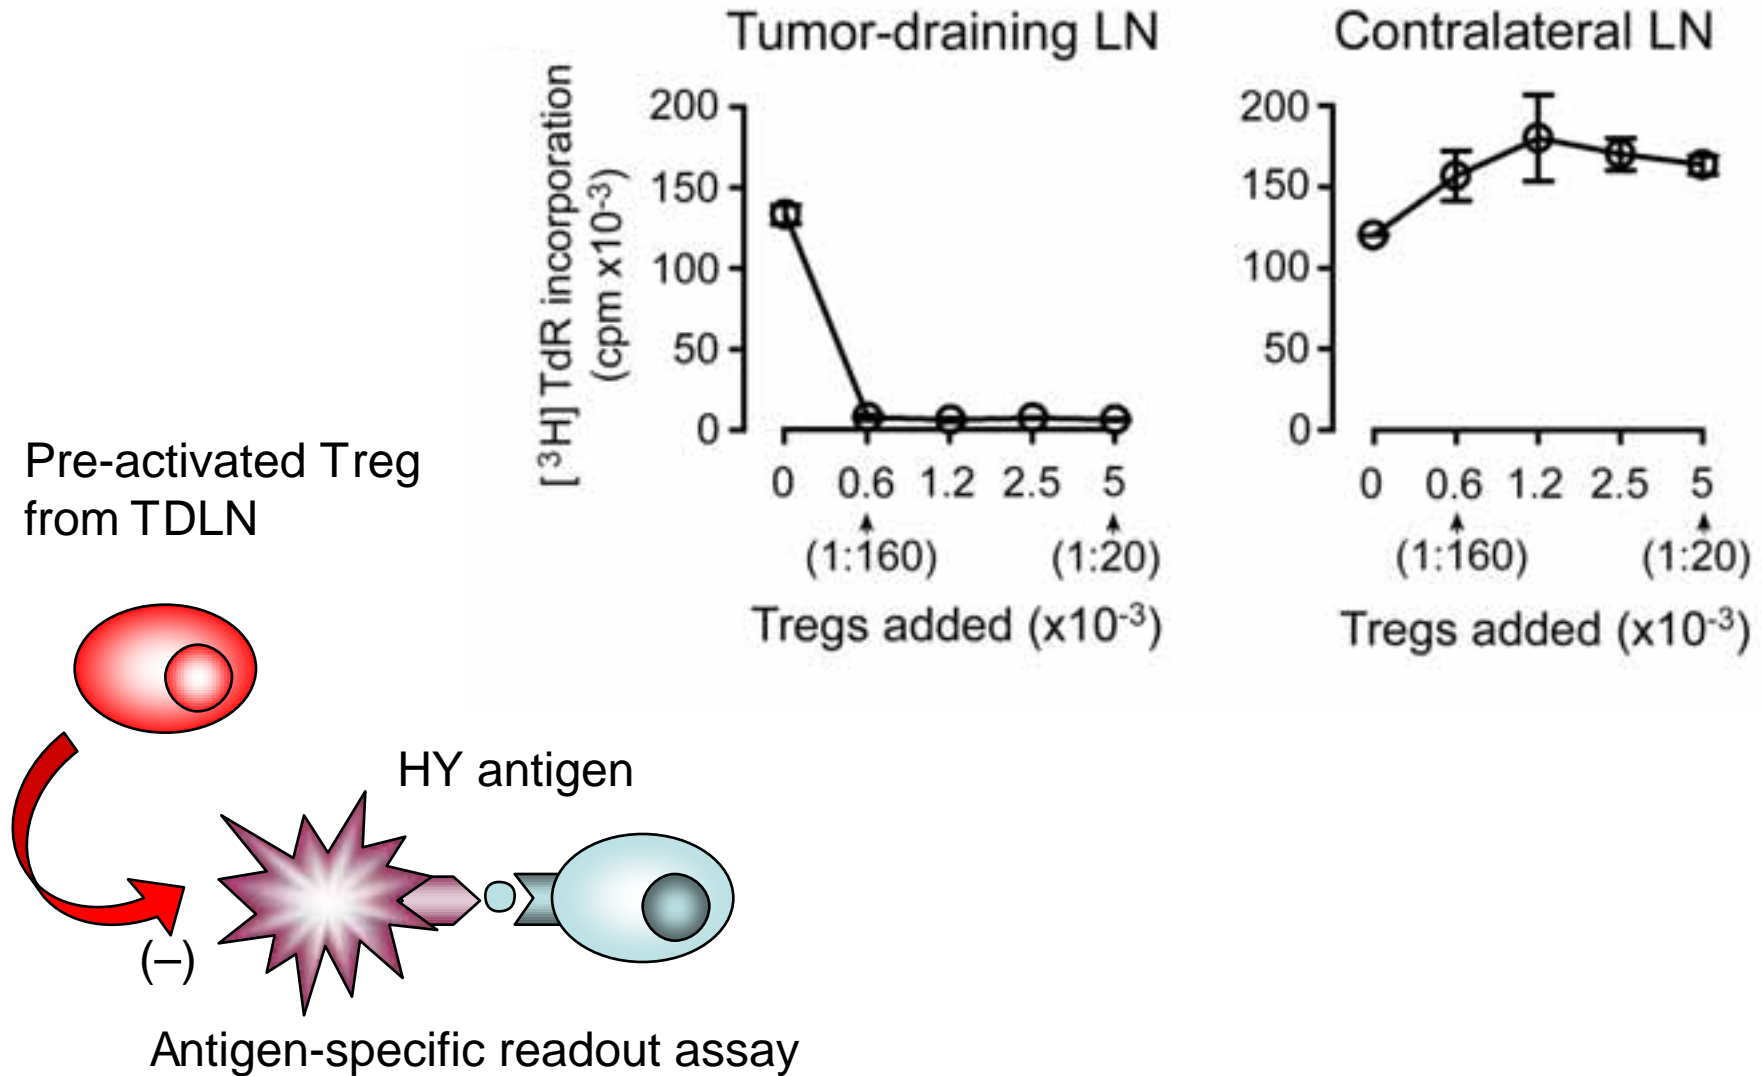 Tumor-draining LN
[ ³H] TdR incorporation
(cpm x10⁻³)
200
150
100
50
0
0 0.6 1.2 2.5 5
(1:160) (1:20)
Tregs added (x10⁻³)
Contralateral LN
200
150
100
50
0
0 0.6 1.2 2.5 5
(1:160) (1:20)
Tregs added (x10⁻³)
Pre-activated Treg
from TDLN
HY antigen
(–)
Antigen-specific readout assay